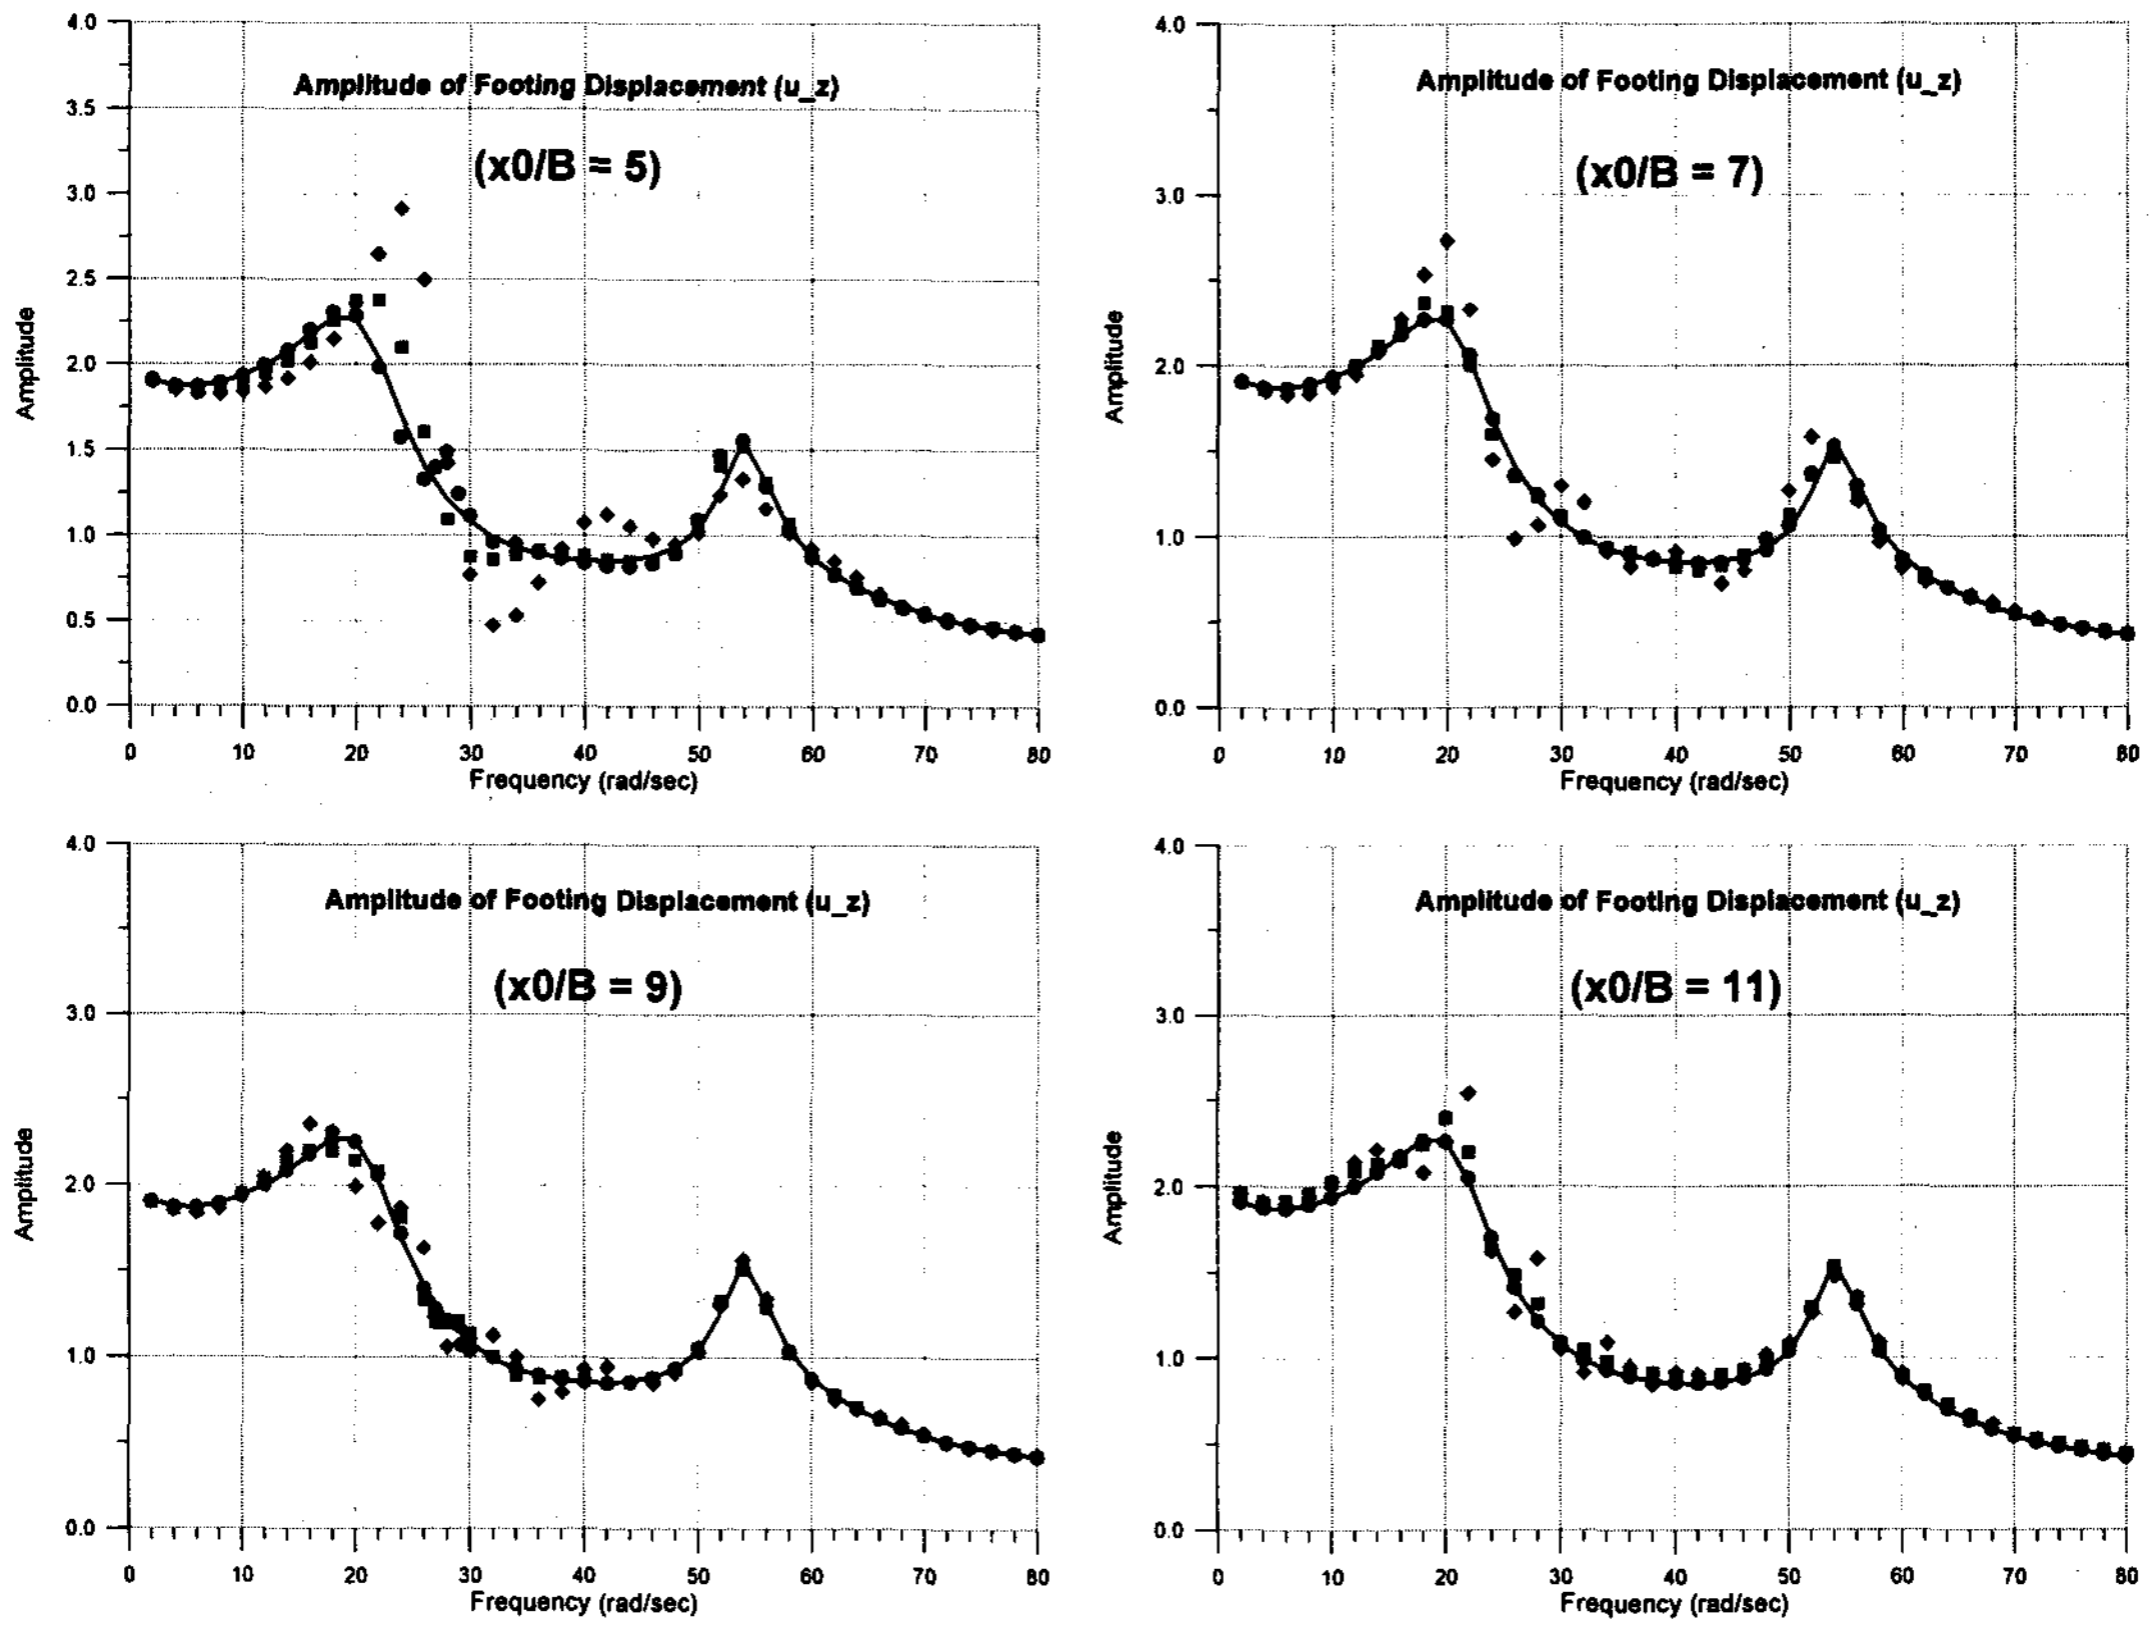 Amplitude of Footing Displacement (u_z)
(x0/B = 5)
Amplitude
4.0
3.5
3.0
2.5
2.0
1.5
1.0
0.5
0.0
0 10 20 30 40 50 60 70 80
Frequency (rad/sec)
Amplitude of Footing Displacement (u_z)
(x0/B = 7)
Amplitude
4.0
3.0
2.0
1.0
0.0
0 10 20 30 40 50 60 70 80
Frequency (rad/sec)
Amplitude of Footing Displacement (u_z)
(x0/B = 9)
Amplitude
4.0
3.0
2.0
1.0
0.0
0 10 20 30 40 50 60 70 80
Frequency (rad/sec)
Amplitude of Footing Displacement (u_z)
(x0/B = 11)
Amplitude
4.0
3.0
2.0
1.0
0.0
0 10 20 30 40 50 60 70 80
Frequency (rad/sec)